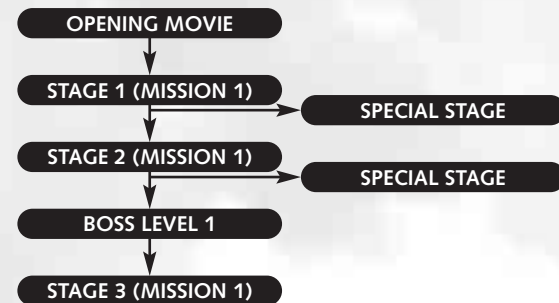 OPENING MOVIE
STAGE 1 (MISSION 1)
SPECIAL STAGE
STAGE 2 (MISSION 1)
SPECIAL STAGE
BOSS LEVEL 1
STAGE 3 (MISSION 1)